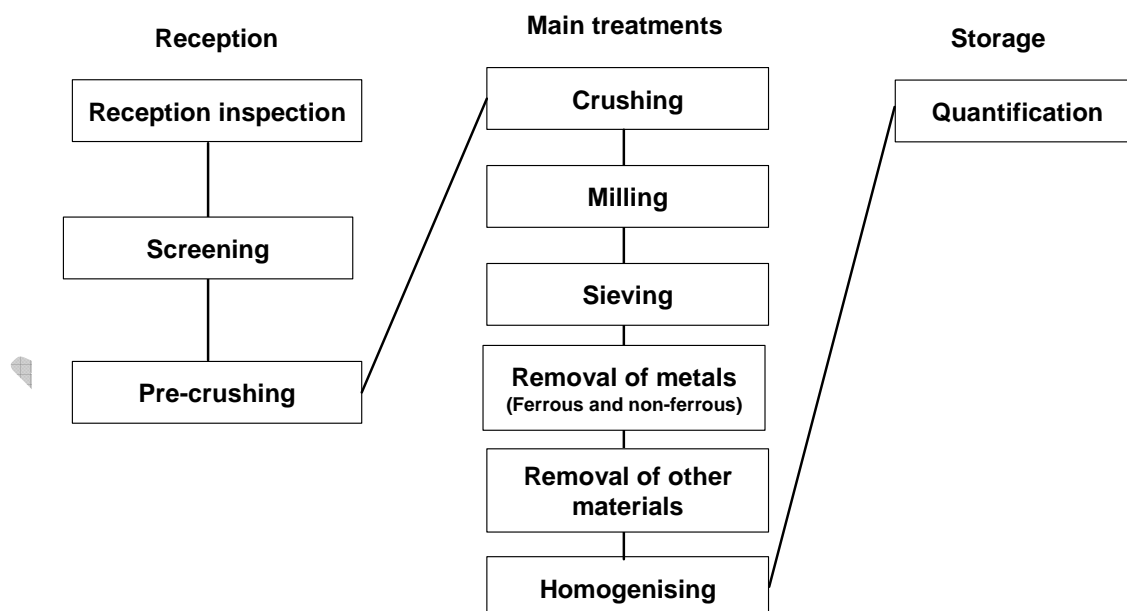 Reception
Reception inspection
Screening
Pre-crushing
Main treatments
Crushing
Milling
Sieving
Removal of metals
(Ferrous and non-ferrous)
Removal of other
materials
Homogenising
Storage
Quantification